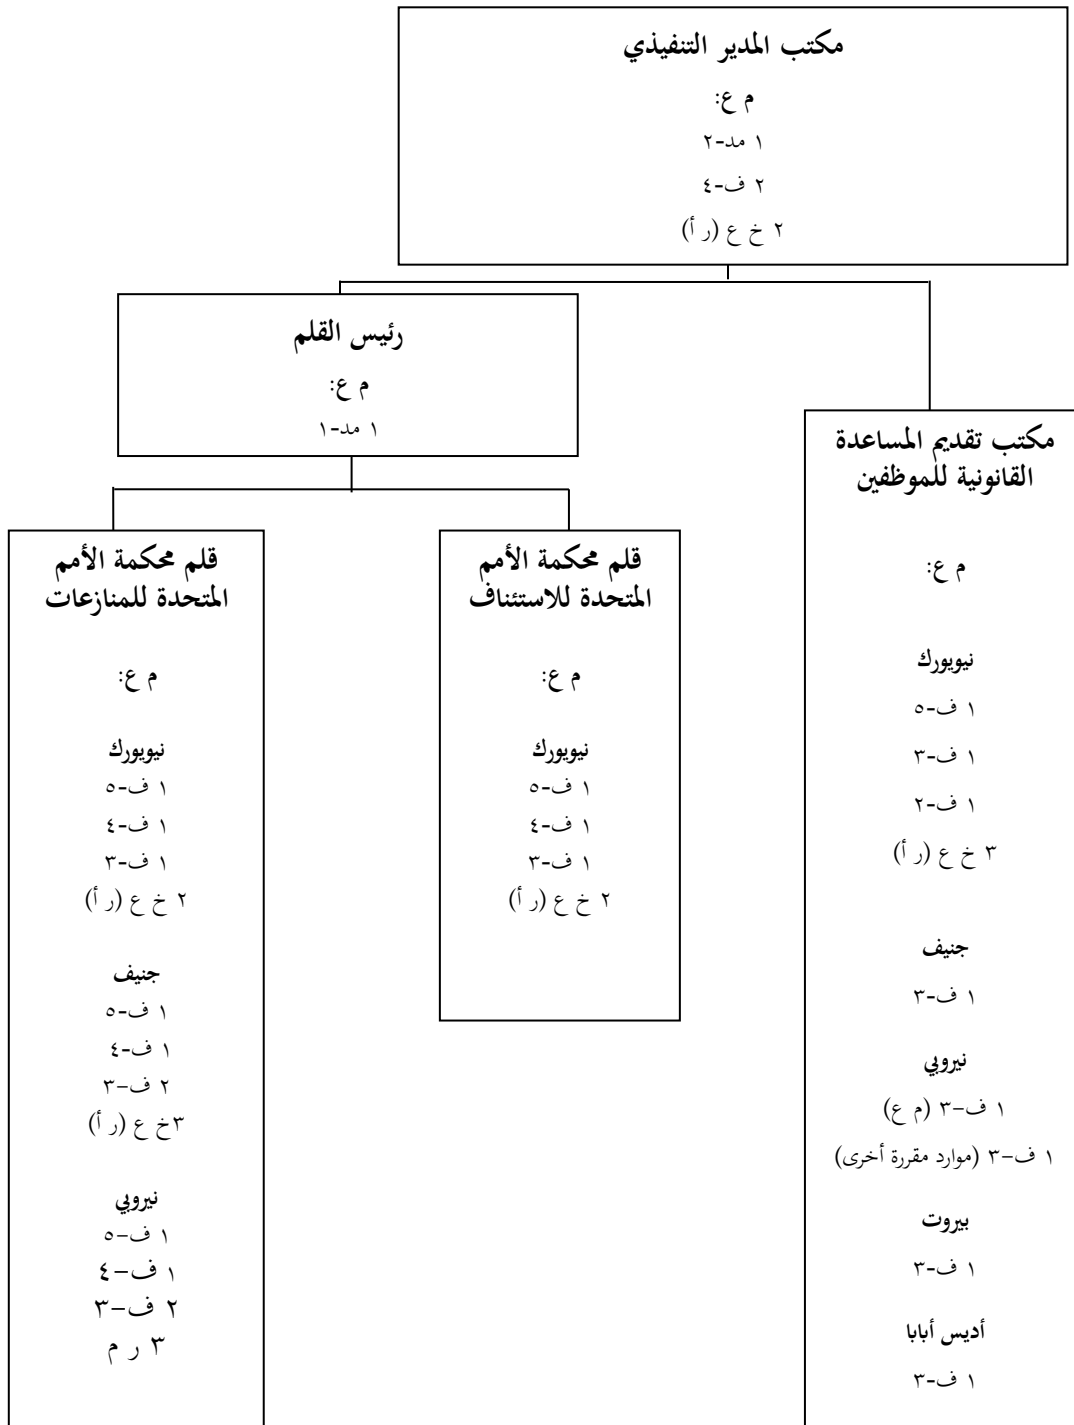 مكتب المدير التنفيذي
م ع:
١ مد-٢
٢ ف-٤
٢ خ ع (ر أ)
رئيس القلم
م ع:
١ مد-١
قلم محكمة الأمم
المتحدة للمنازعات
م ع:
نيويورك
١ ف-٥
١ ف-٤
١ ف-٣
٢ خ ع (ر أ)
جنيف
١ ف-٥
١ ف-٤
٢ ف-٣
٣خ ع (ر أ)
نيروبي
١ ف-٥
١ ف-٤
٢ ف-٣
٣ ر م
قلم محكمة الأمم
المتحدة للاستئناف
م ع:
نيويورك
١ ف-٥
١ ف-٤
١ ف-٣
٢ خ ع (ر أ)
مكتب تقديم المساعدة
القانونية للموظفين
م ع:
نيويورك
١ ف-٥
١ ف-٣
١ ف-٢
٣ خ ع (ر أ)
جنيف
١ ف-٣
نيروبي
١ ف-٣ (م ع)
١ ف-٣ (موارد مقررة أخرى)
بيروت
١ ف-٣
أديس أبابا
١ ف-٣